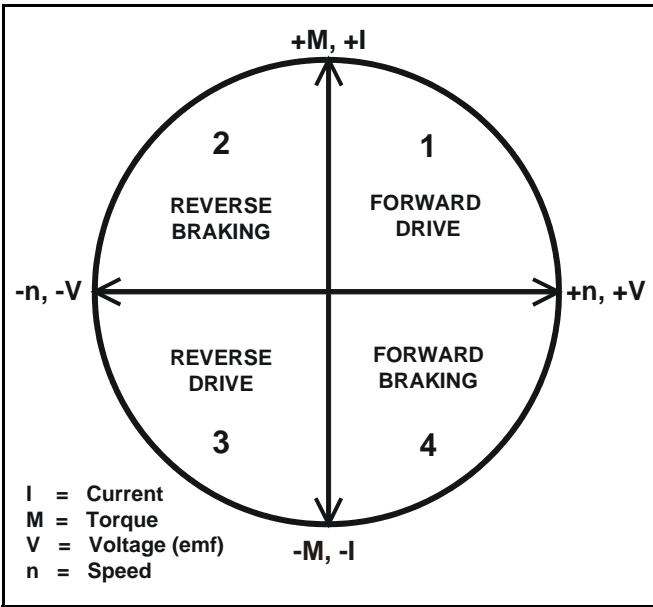 +M, +I
2
1
REVERSE
BRAKING
FORWARD
DRIVE
-n, -V
+n, +V
REVERSE
DRIVE
FORWARD
BRAKING
3
4
I = Current
M = Torque
V = Voltage (emf)
n = Speed
-M, -I